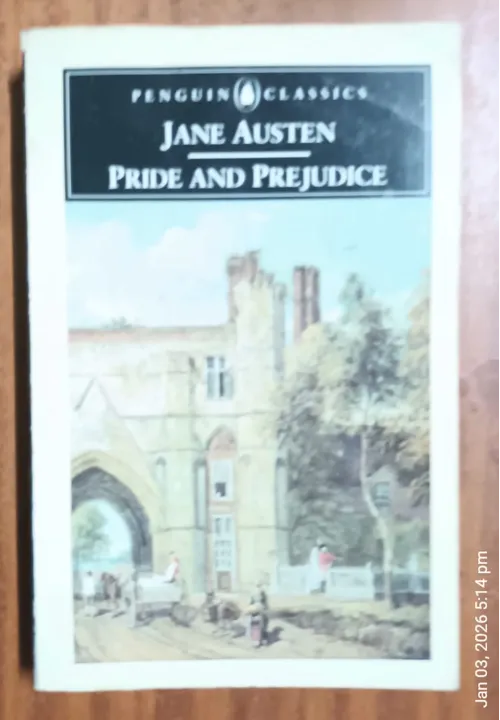 PENGUIN CLASSICS
JANE AUSTEN
PRIDE AND PREJUDICE
Jan 03, 2026 5:14 pm